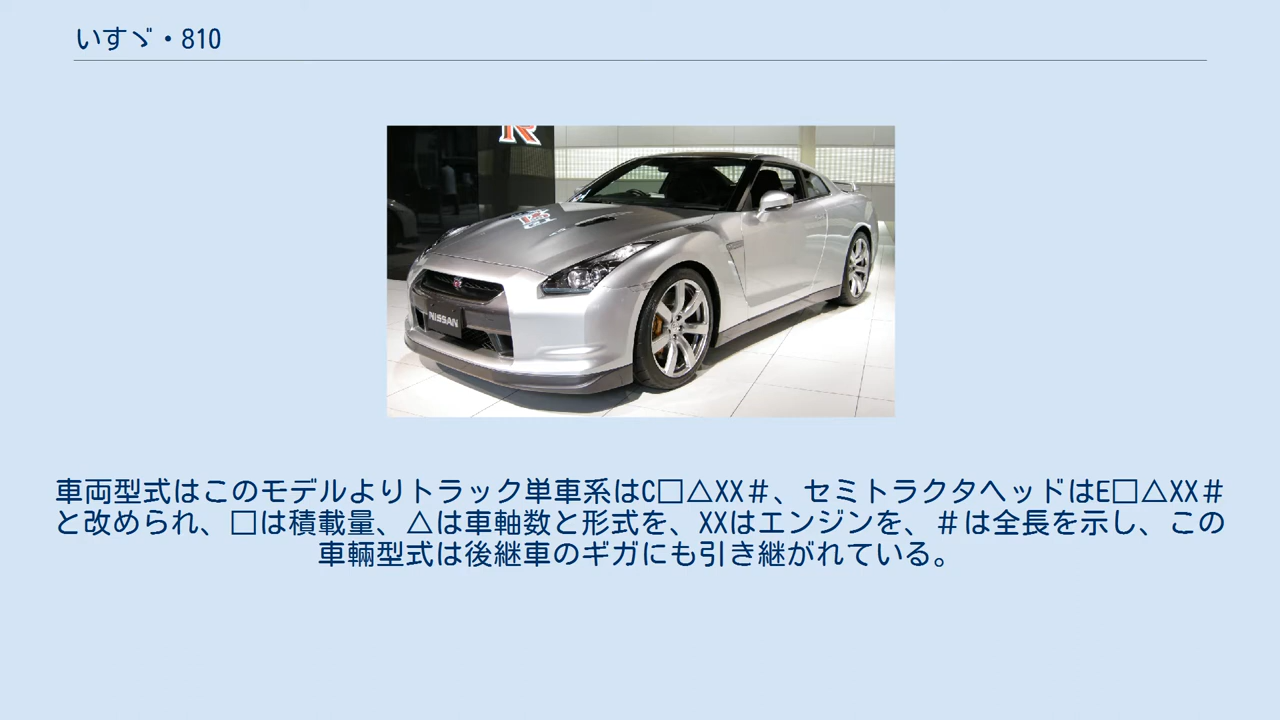 いすゞ・810
R
NISSAN
車両型式はこのモデルよりトラック単車系はC□△XX＃、セミトラクタヘッドはE□△XX＃
と改められ、□は積載量、△は車軸数と形式を、XXはエンジンを、＃は全長を示し、この
車輛型式は後継車のギガにも引き継がれている。